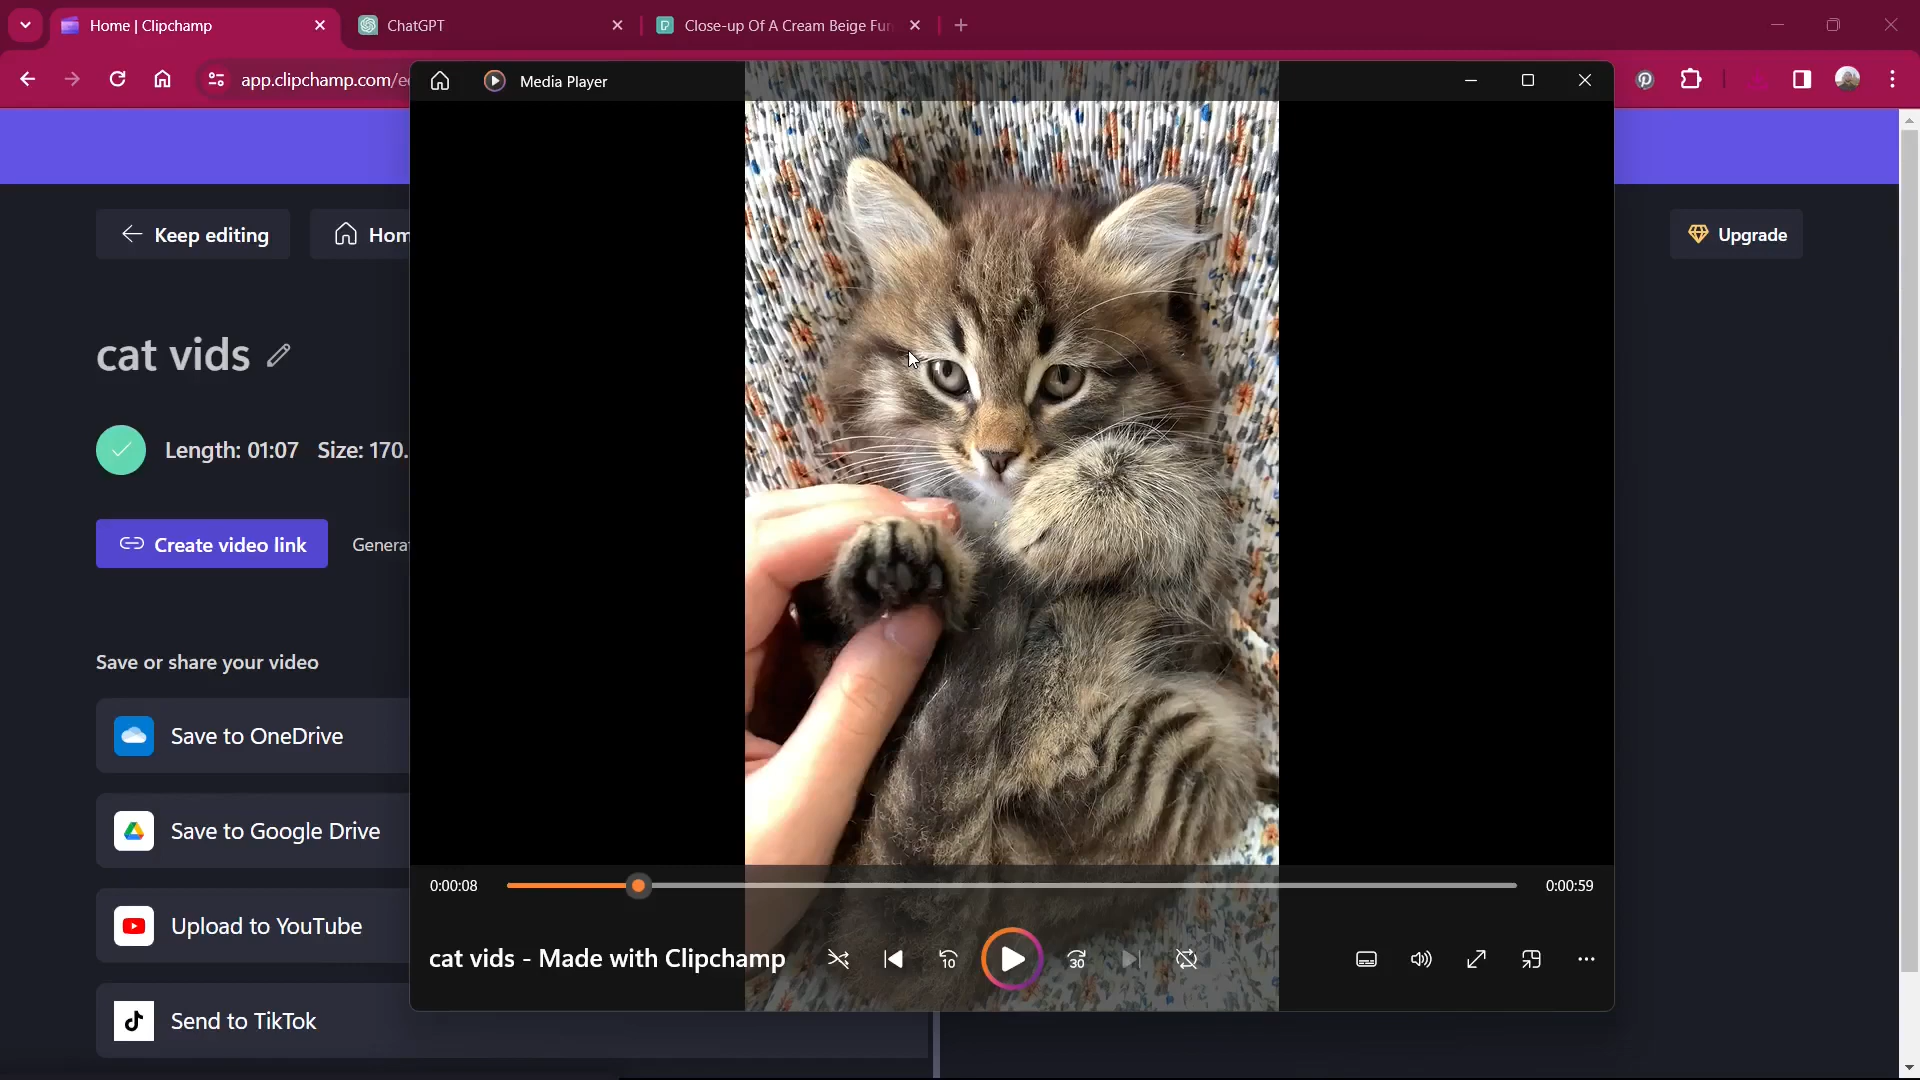 Home | Clipchamp
ChatGPT
Close-up Of A Cream Beige Fur
app.clipchamp.com/e
Media Player
Keep editing
Hom
Upgrade
cat vids
Length: 01:07 Size: 170.
Create video link
Genera
Save or share your video
Save to OneDrive
Save to Google Drive
Upload to YouTube
Send to TikTok
0:00:08
0:00:59
cat vids - Made with Clipchamp
10
30